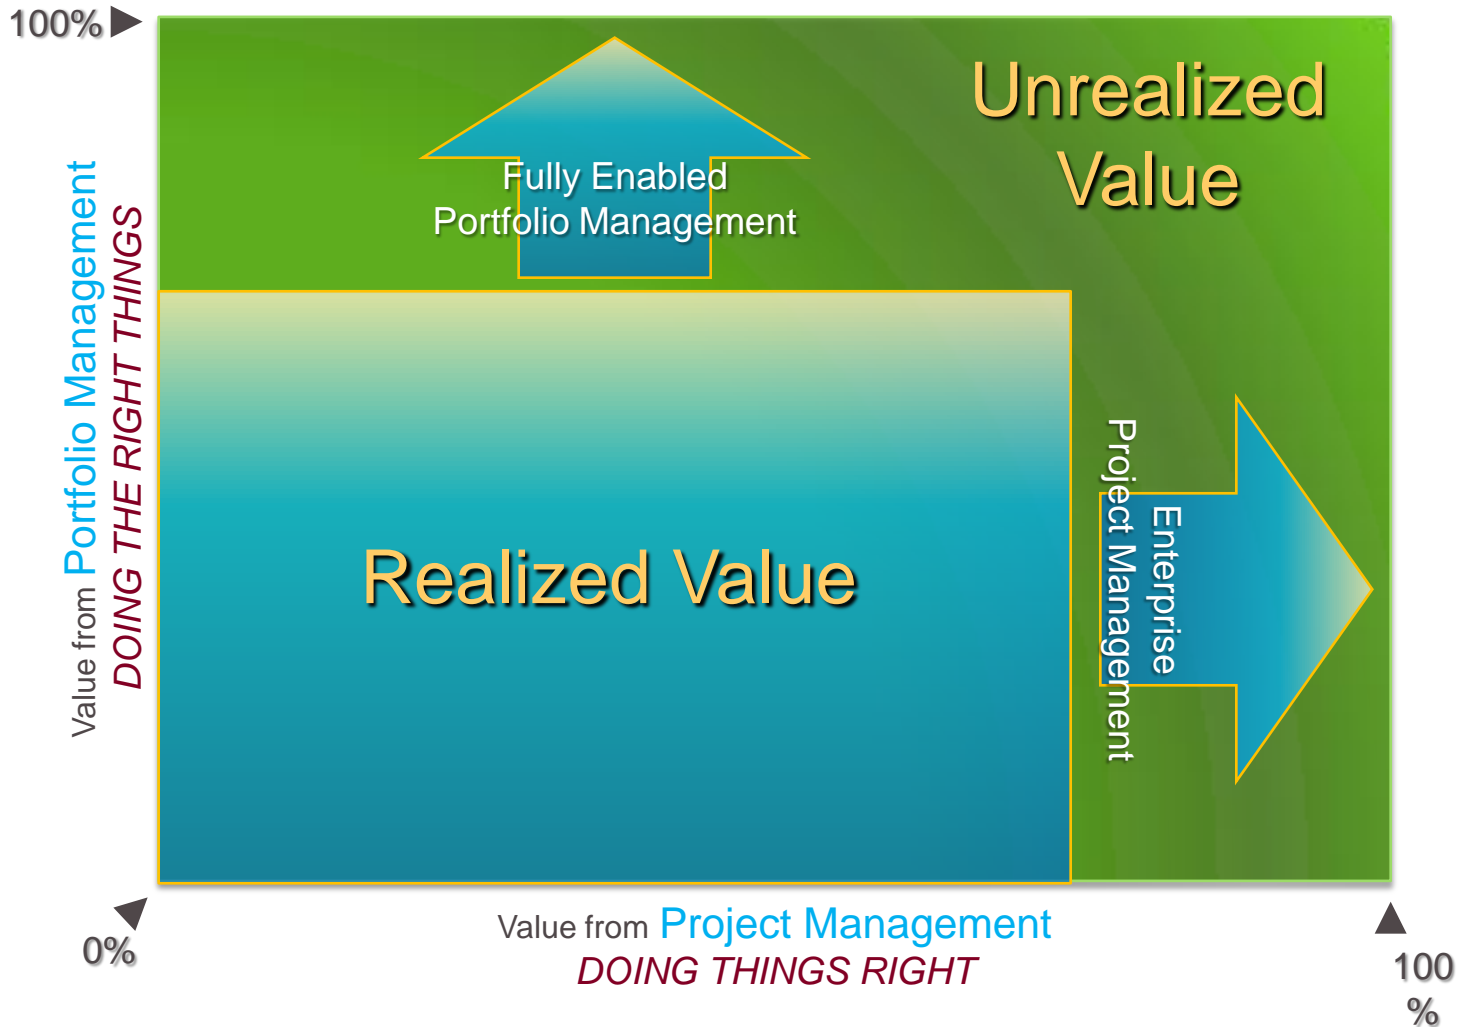 100%
Unrealized
Value
Fully Enabled
Portfolio Management
Value from Portfolio Management
DOING THE RIGHT THINGS
Enterprise
Project Management
Realized Value
0%
Value from Project Management
DOING THINGS RIGHT
100
%